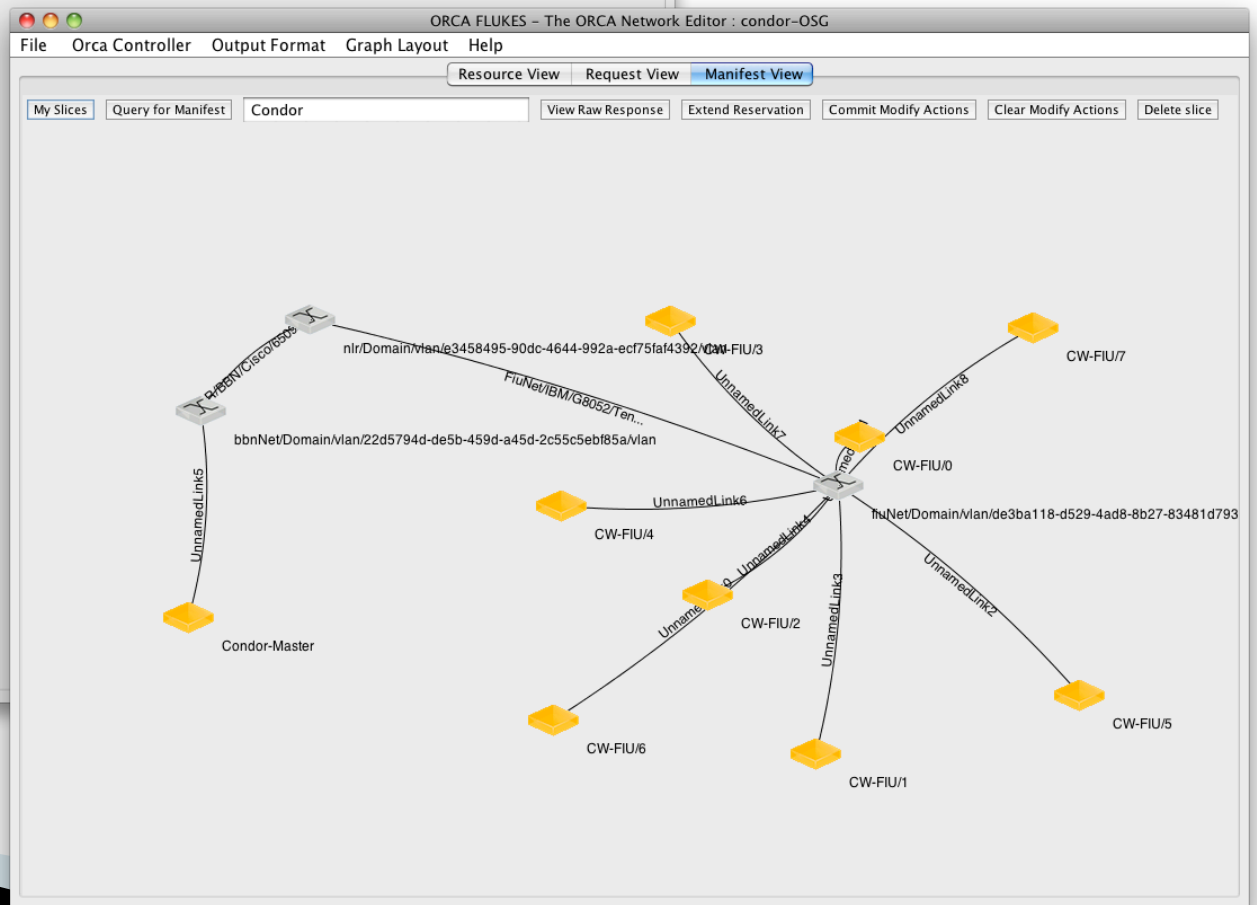 ORCA FLUKES – The ORCA Network Editor : condor-OSG
File Orca Controller Output Format Graph Layout Help
Resource View Request View Manifest View
My Slices Query for Manifest Condor View Raw Response Extend Reservation Commit Modify Actions Clear Modify Actions Delete slice
R/BBN/Cisco/6509
nlr/Domain/vlan/e3458495-90dc-4644-992a-ecf75faf4392/vlan
CW-FIU/3
CW-FIU/7
FiuNet/IBM/G8052/Ten...
UnnamedLink7
UnnamedLink8
bbnNet/Domain/vlan/22d5794d-de5b-459d-a45d-2c55c5ebf85a/vlan
CW-FIU/0
UnnamedLink5
UnnamedLink6
fiuNet/Domain/vlan/de3ba118-d529-4ad8-8b27-83481d793
CW-FIU/4
UnnamedLink4
UnnamedLink3
UnnamedLink2
CW-FIU/2
Condor-Master
CW-FIU/5
CW-FIU/6
CW-FIU/1